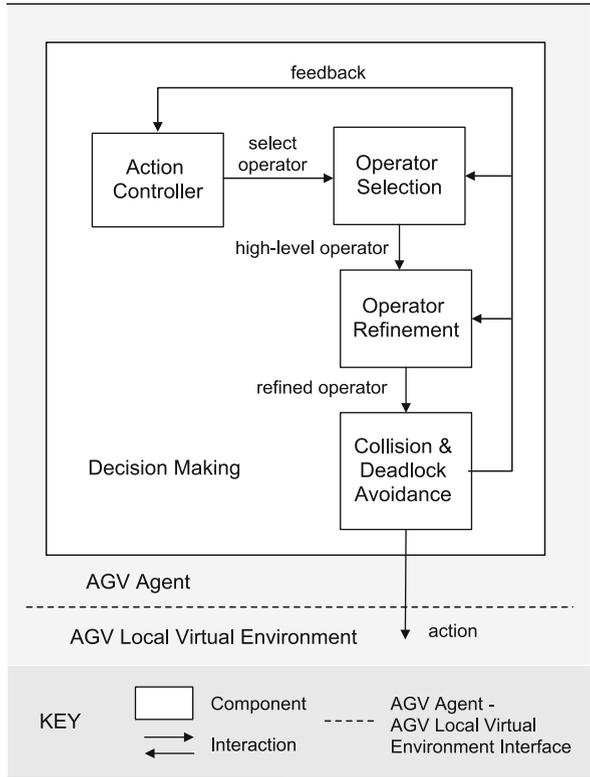 feedback
Action
Controller
select
operator
Operator
Selection
high-level operator
Operator
Refinement
refined operator
Collision &
Deadlock
Avoidance
Decision Making
AGV Agent
AGV Local Virtual Environment
action
KEY
Component
Interaction
AGV Agent -
AGV Local Virtual
Environment Interface